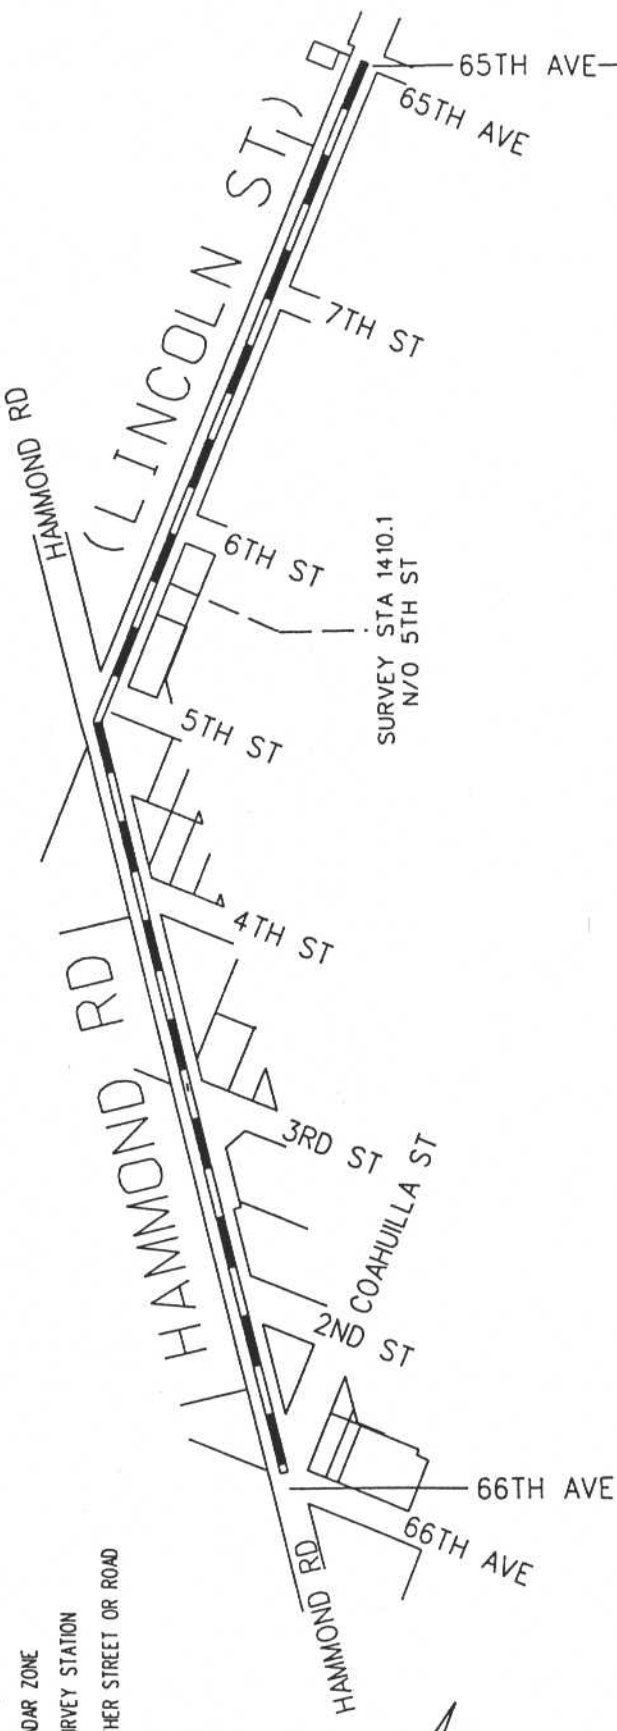 65TH AVE
65TH AVE
(LINCOLN ST)
7TH ST
HAMMOND RD
6TH ST
SURVEY STA 1410.1
N/O 5TH ST
5TH ST
4TH ST
HAMMOND RD
3RD ST
COAHUILLA ST
2ND ST
66TH AVE
66TH AVE
HAMMOND RD
DAR ZONE
RVEY STATION
HER STREET OR ROAD